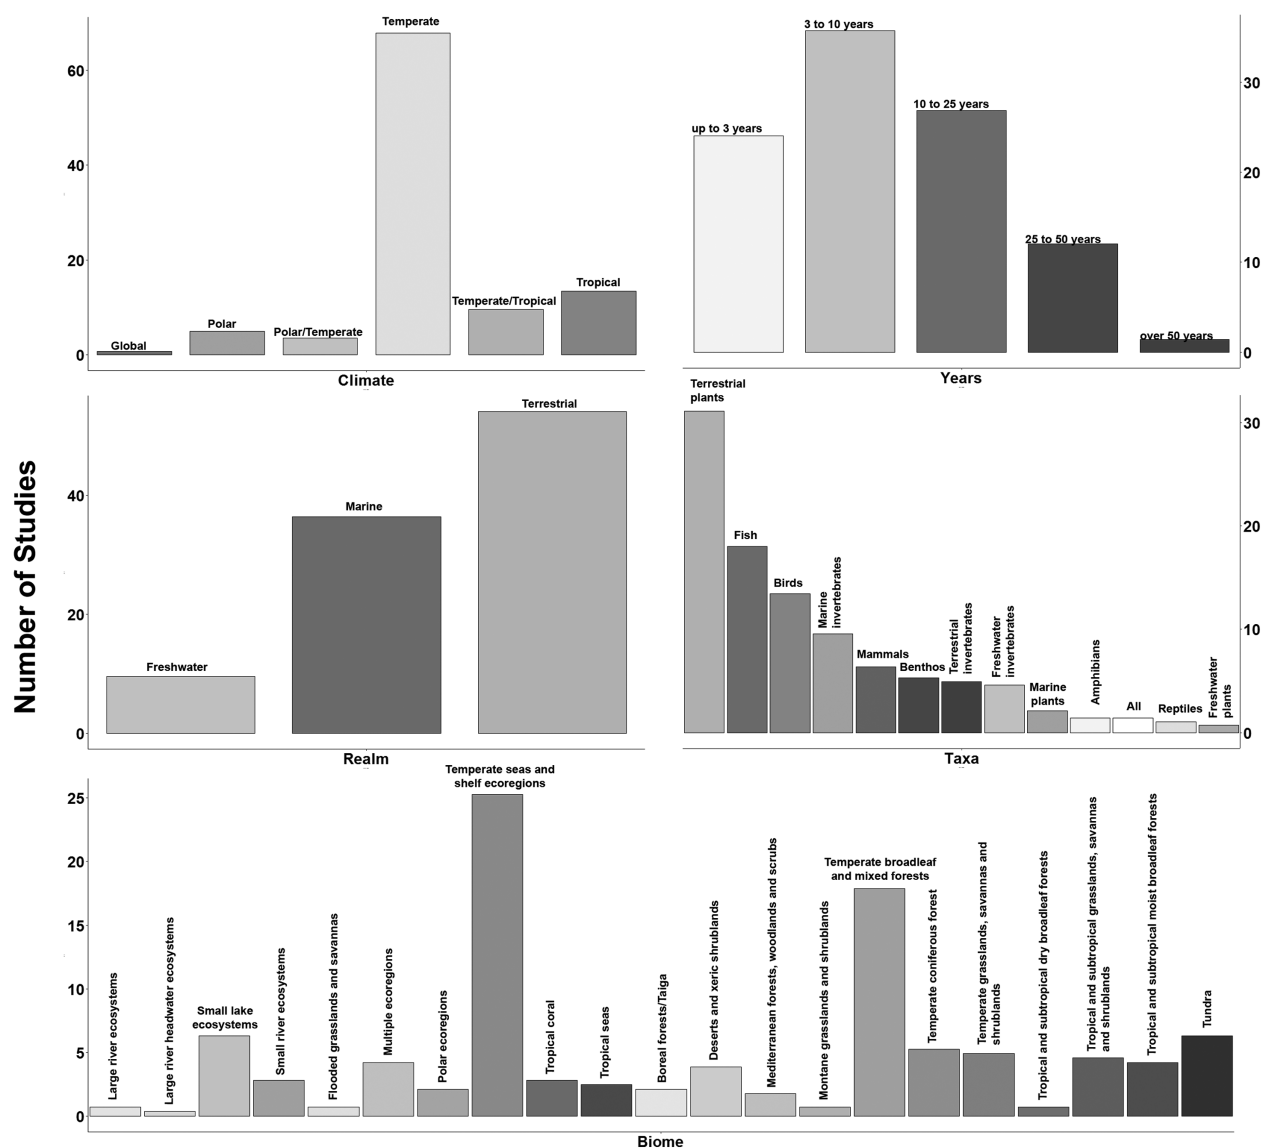 Number of Studies
60
40
20
0
Global
Polar
Polar/Temperate
Temperate
Temperate/Tropical
Tropical
Climate
up to 3 years
3 to 10 years
10 to 25 years
25 to 50 years
over 50 years
30
20
10
0
Years
40
20
0
Freshwater
Marine
Terrestrial
Realm
Terrestrial
plants
Fish
Birds
Marine
invertebrates
Mammals
Benthos
Terrestrial
invertebrates
Freshwater
invertebrates
Marine
plants
Amphibians
All
Reptiles
Freshwater
plants
30
20
10
0
Taxa
25
20
15
10
5
0
Large river ecosystems
Large river headwater ecosystems
Small lake
ecosystems
Small river ecosystems
Flooded grasslands and savannas
Multiple ecoregions
Polar ecoregions
Temperate seas and
shelf ecoregions
Tropical coral
Tropical seas
Boreal forests/Taiga
Deserts and xeric shrublands
Mediterranean forests, woodlands and scrubs
Montane grasslands and shrublands
Temperate broadleaf
and mixed forests
Temperate coniferous forest
Temperate grasslands, savannas and
shrublands
Tropical and subtropical dry broadleaf forests
Tropical and subtropical grasslands, savannas
and shrublands
Tropical and subtropical moist broadleaf forests
Tundra
Biome